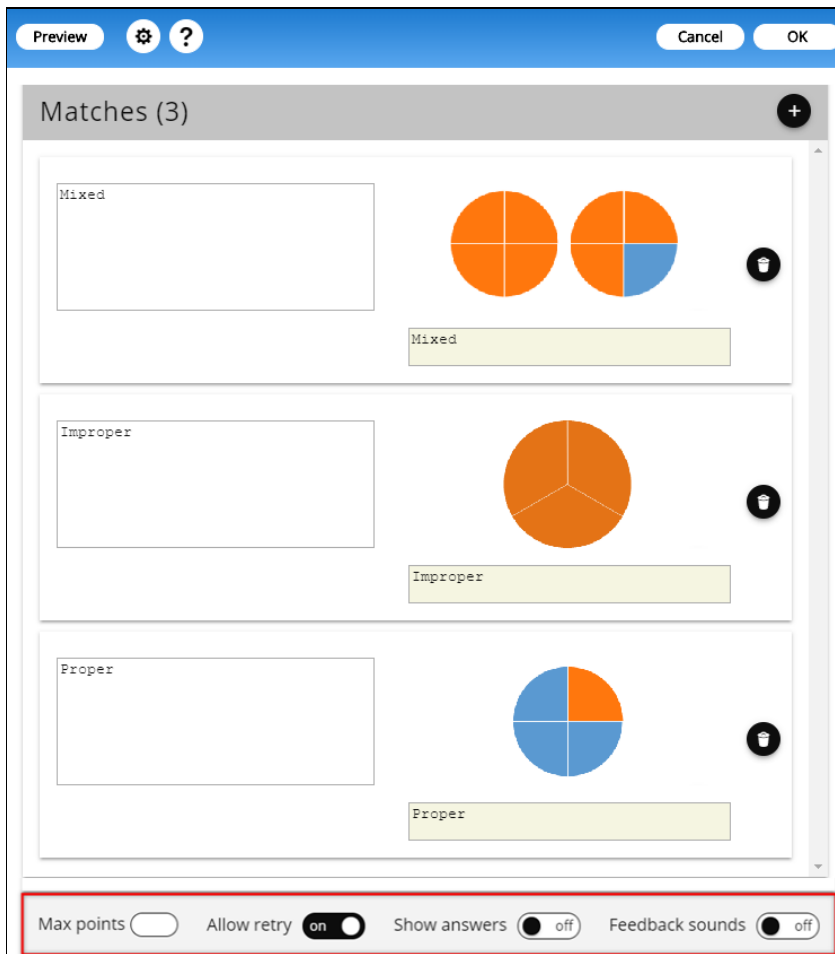 Preview ? Cancel OK
Matches (3) +
Mixed
Mixed
Improper
Improper
Proper
Proper
Max points Allow retry on Show answers off Feedback sounds off